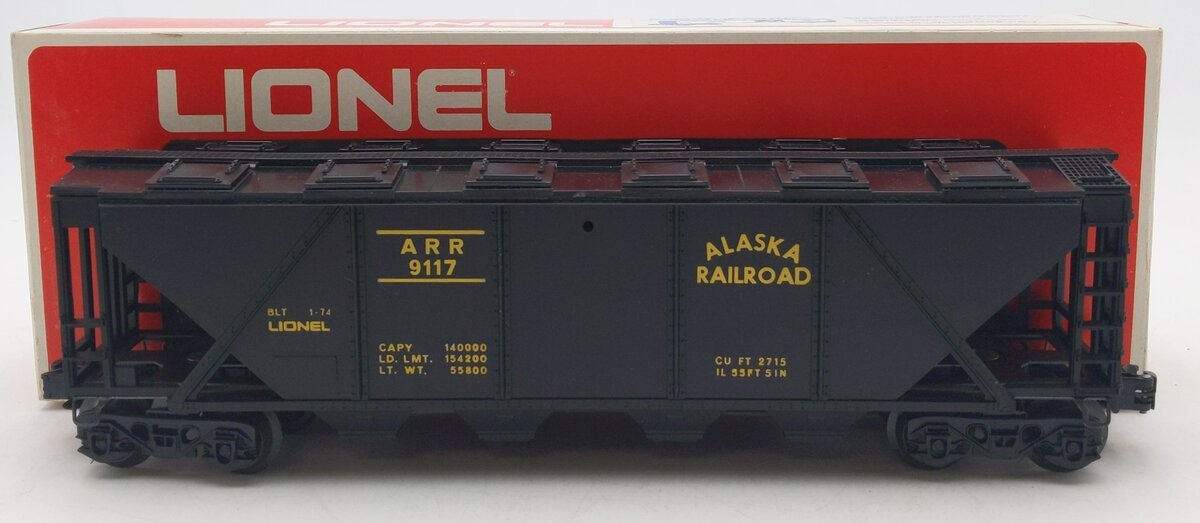 LIONEL
LIONEL
ARR
9117
ALASKA
RAILROAD
BLT 1-74
LIONEL
CAPY 140000
LD. LMT. 154200
LT. WT. 55800
CU FT 2715
IL 55FT 5IN